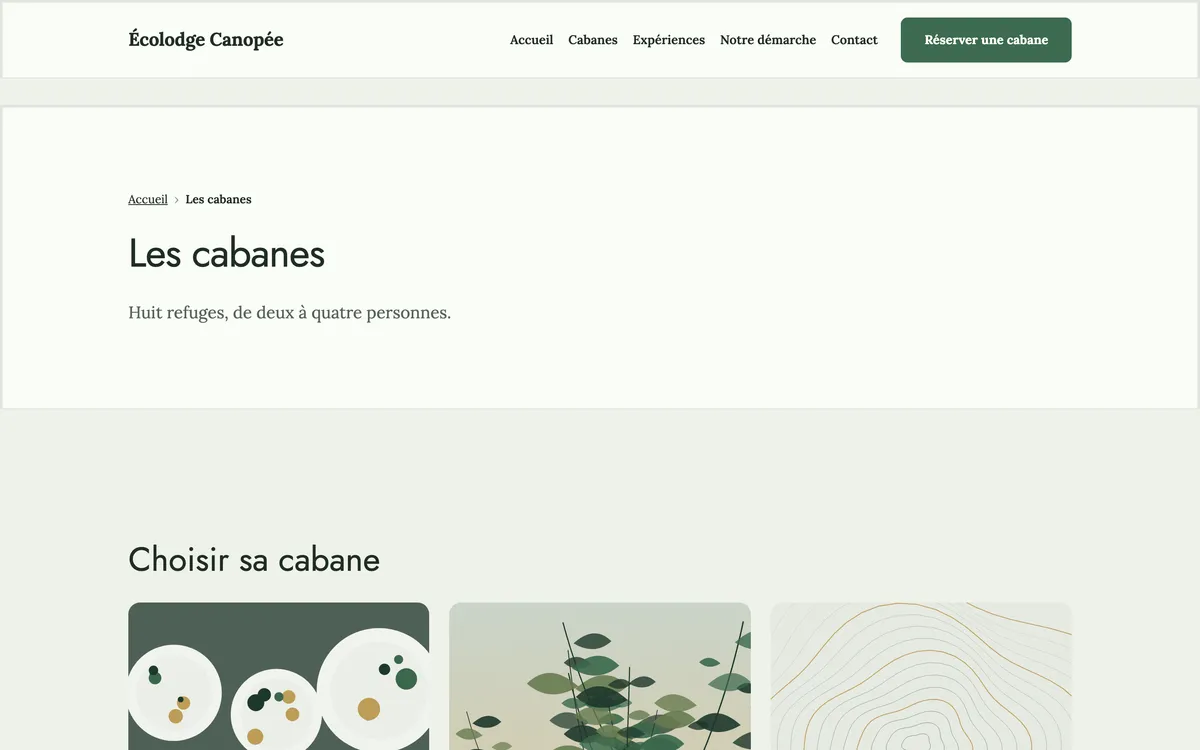 Écolodge Canopée
Accueil Cabanes Expériences Notre démarche Contact Réserver une cabane
Accueil › Les cabanes
Les cabanes
Huit refuges, de deux à quatre personnes.
Choisir sa cabane